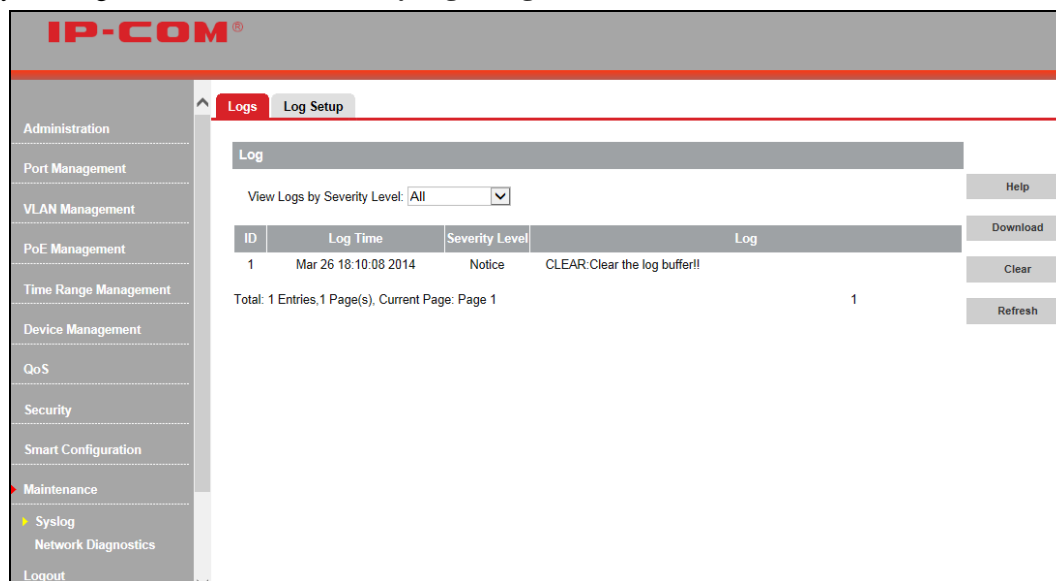 IP-COM®
Logs Log Setup
Administration
Port Management
VLAN Management
PoE Management
Time Range Management
Device Management
QoS
Security
Smart Configuration
Maintenance
Syslog
Network Diagnostics
Logout
Log
View Logs by Severity Level: All
ID Log Time Severity Level Log
1 Mar 26 18:10:08 2014 Notice CLEAR:Clear the log buffer!!
Total: 1 Entries,1 Page(s), Current Page: Page 1 1
Help
Download
Clear
Refresh